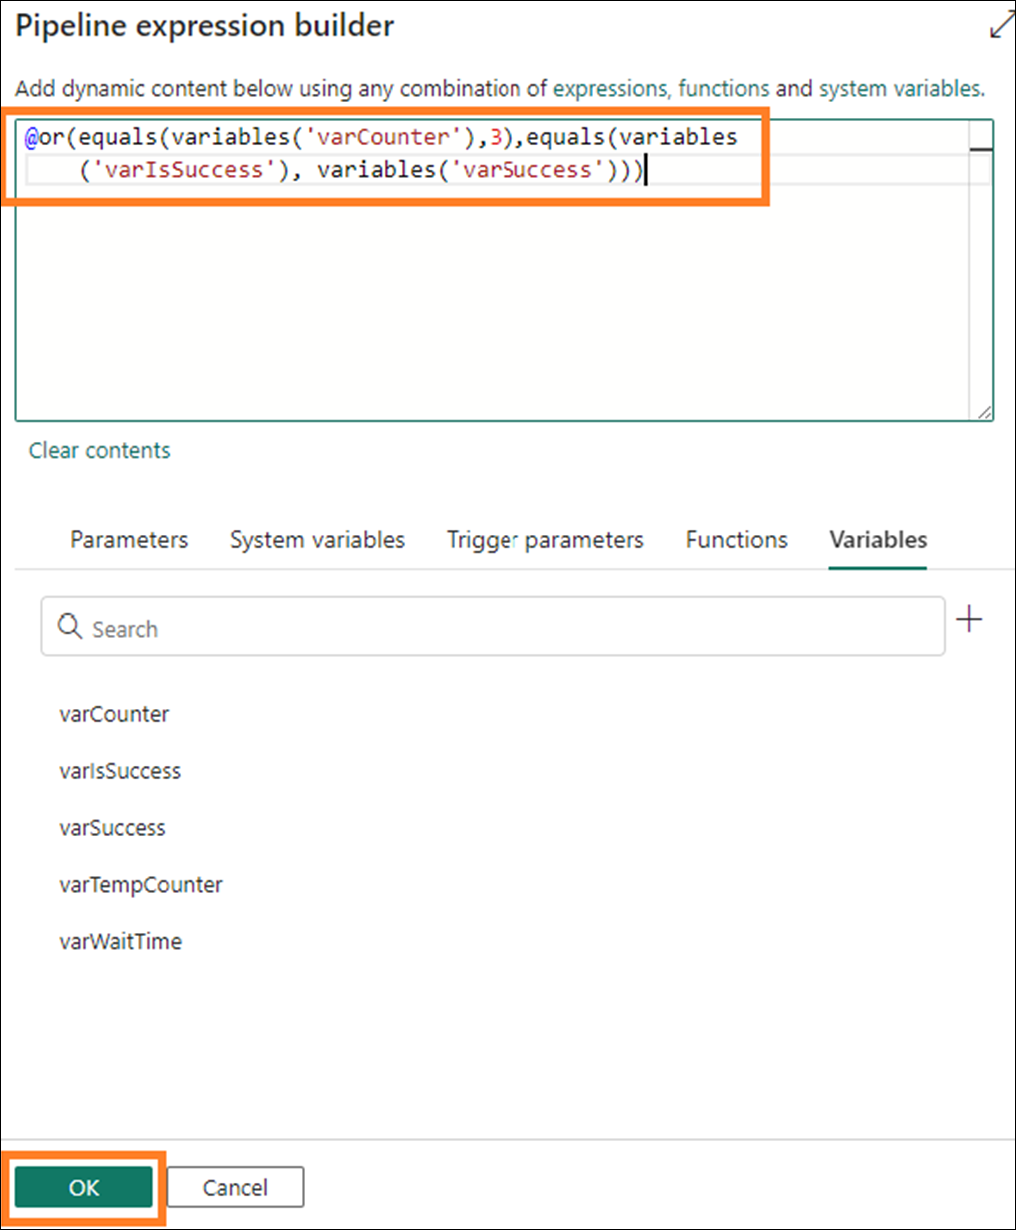 Pipeline expression builder
Add dynamic content below using any combination of expressions, functions and system variables.
@or(equals(variables('varCounter'),3),equals(variables
('varIsSuccess'), variables('varSuccess')))
Clear contents
Parameters System variables Trigger parameters Functions Variables
Search
varCounter
varIsSuccess
varSuccess
varTempCounter
varWaitTime
OK Cancel